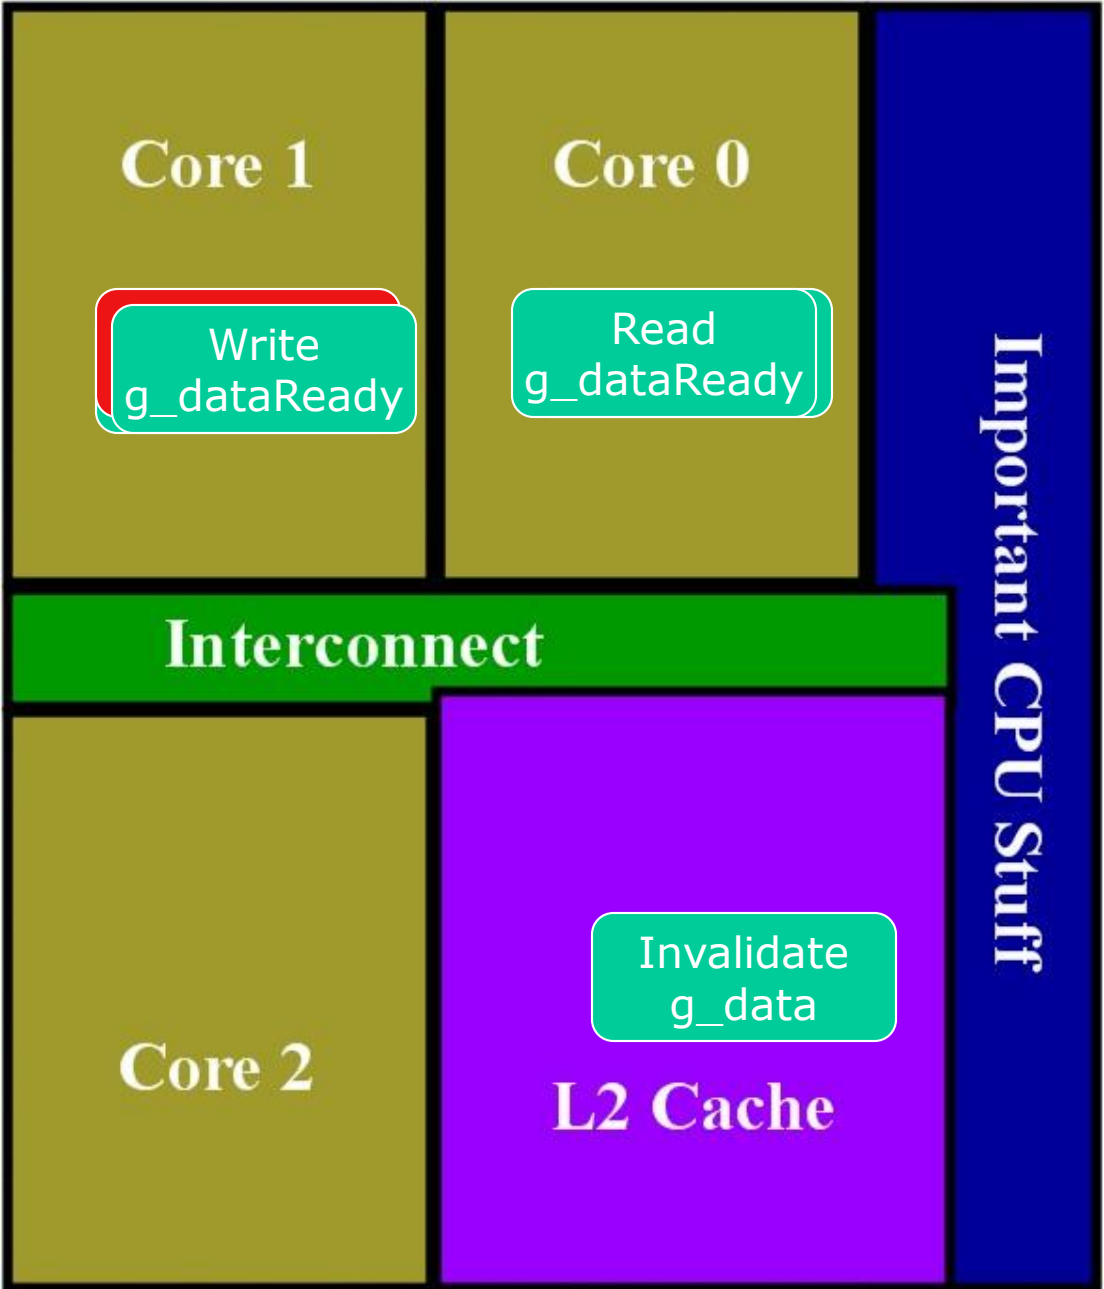 Core 1
Core 0
Write
g_dataReady
Read
g_dataReady
Important CPU Stuff
Interconnect
Invalidate
g_data
Core 2
L2 Cache